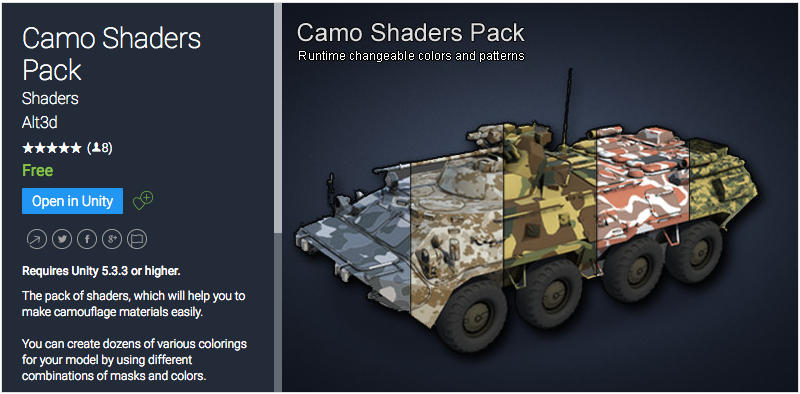 Camo Shaders
Pack
Shaders
Alt3d
★★★★★ (8)
Free
Open in Unity
Requires Unity 5.3.3 or higher.
The pack of shaders, which will help you to
make camouflage materials easily.
You can create dozens of various colorings
for your model by using different
combinations of masks and colors.
Camo Shaders Pack
Runtime changeable colors and patterns